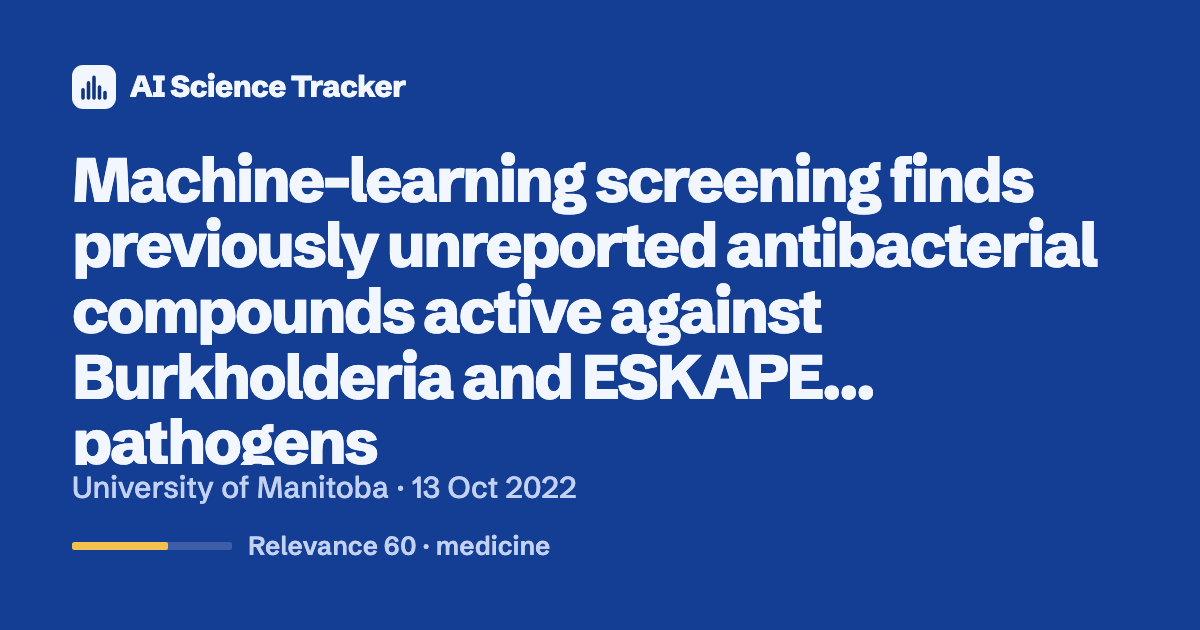 AI Science Tracker
Machine-learning screening finds
previously unreported antibacterial
compounds active against
Burkholderia and ESKAPE...
pathogens
University of Manitoba · 13 Oct 2022
Relevance 60 · medicine